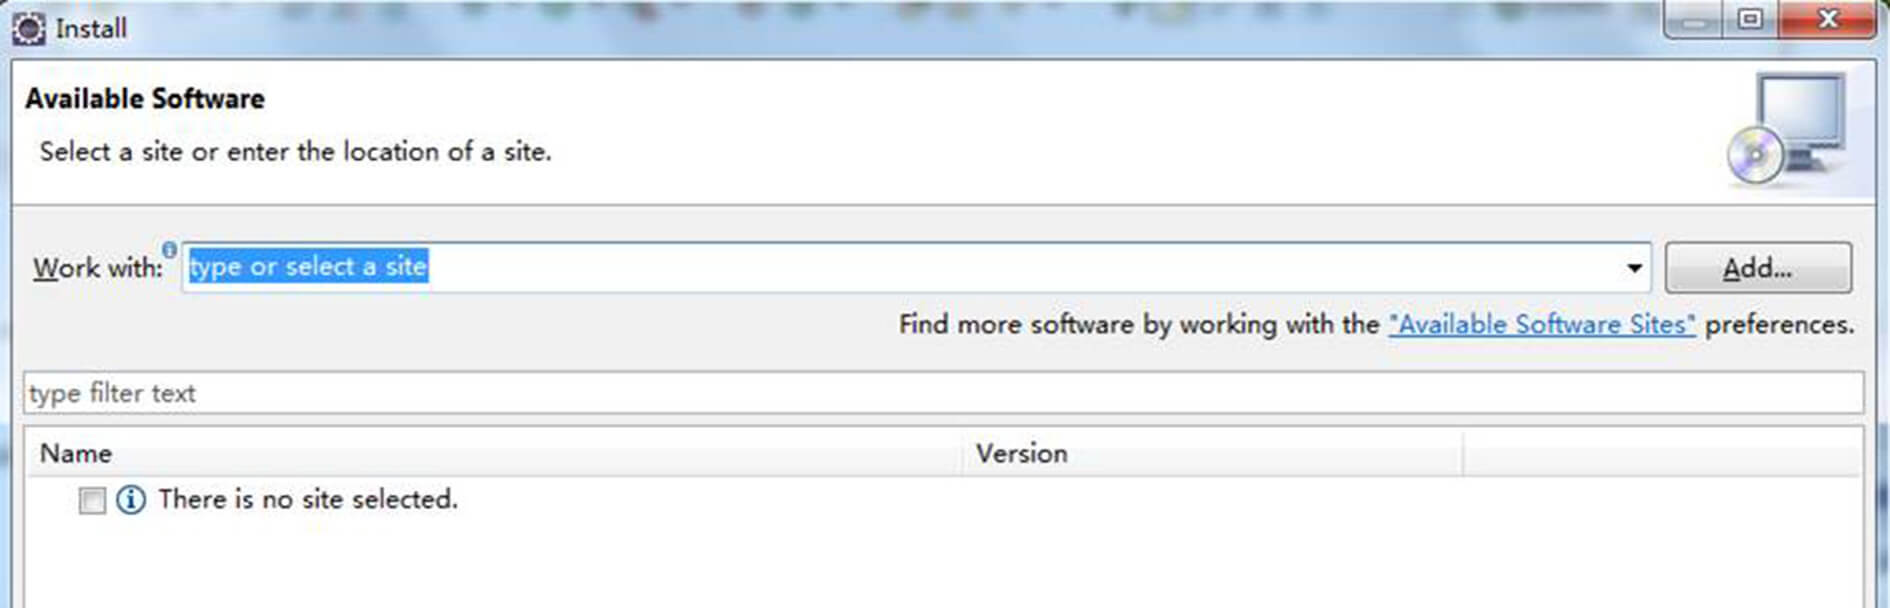 Install
Available Software
Select a site or enter the location of a site.
Work with: type or select a site Add...
Find more software by working with the "Available Software Sites" preferences.
type filter text
Name Version
There is no site selected.